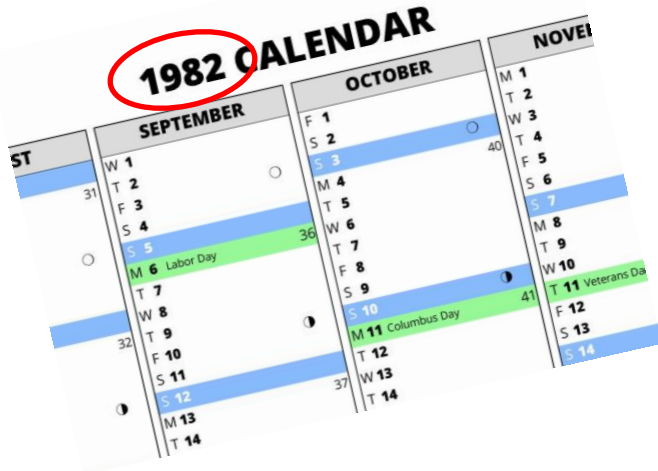 1982 CALENDAR
ST
31
32
SEPTEMBER
W 1
T 2
F 3
S 4
S 5
M 6 Labor Day 36
T 7
W 8
T 9
F 10
S 11
S 12
M 13 37
T 14
OCTOBER
F 1
S 2
S 3
M 4 40
T 5
W 6
T 7
F 8
S 9
S 10
M 11 Columbus Day 41
T 12
W 13
T 14
NOVE
M 1
T 2
W 3
T 4
F 5
S 6
S 7
M 8
T 9
W 10
T 11 Veterans Da
F 12
S 13
S 14